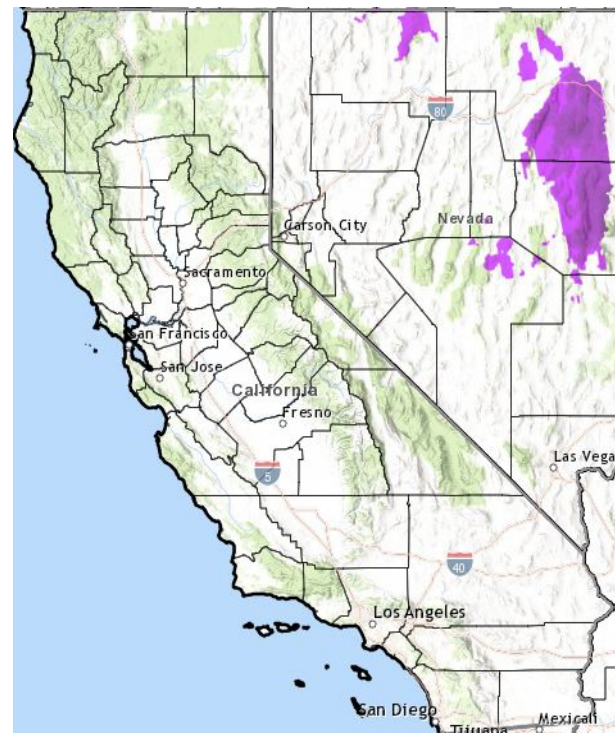 80
Carson City
Nevada
Sacramento
San Francisco
San Jose
California
Fresno
5
Las Vega
40
Los Angeles
San Diego
Mexicali
Tijuana